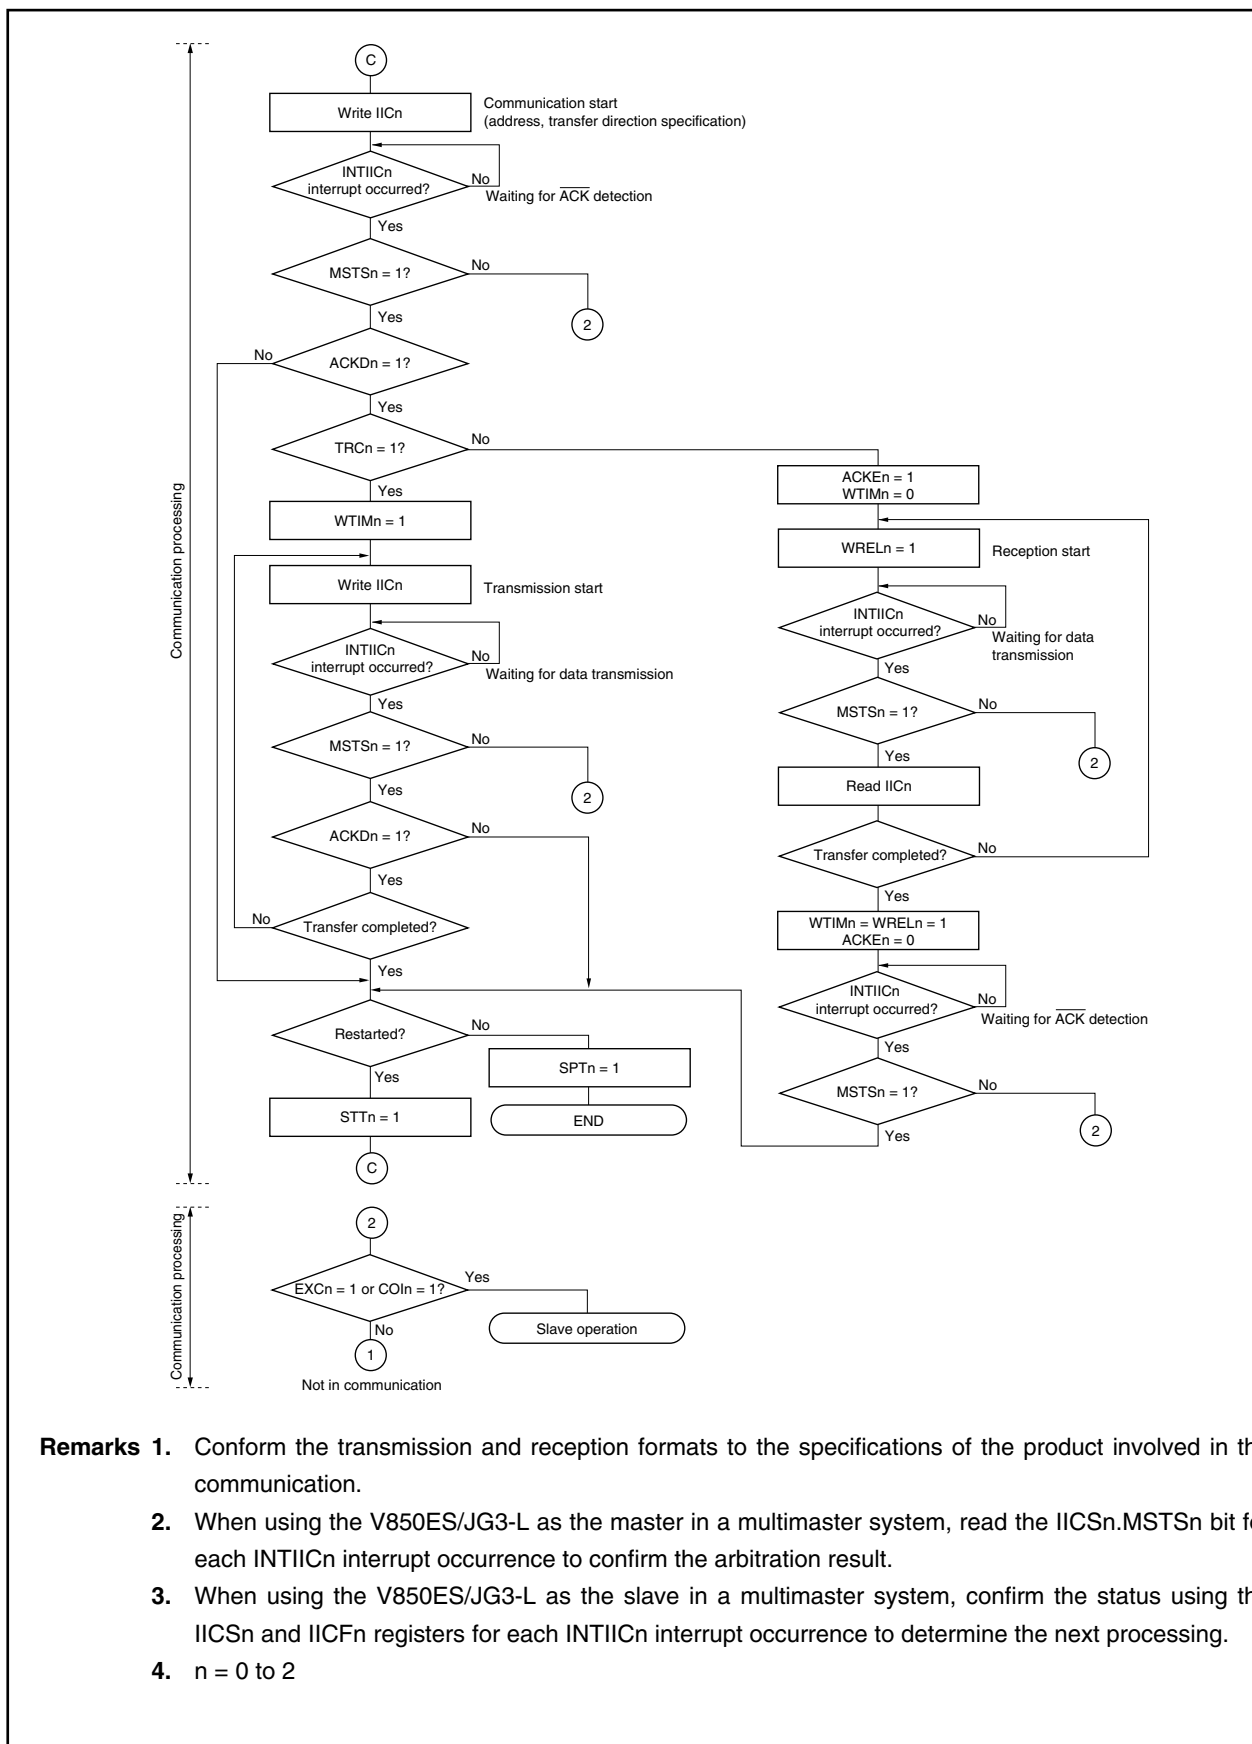 C
Write IICn
Communication start
(address, transfer direction specification)
INTIICn
interrupt occurred?
No
Waiting for ACK detection
Yes
MSTSn = 1?
No
2
Yes
ACKDn = 1?
No
Yes
TRCn = 1?
No
Yes
WTIMn = 1
Write IICn
Transmission start
INTIICn
interrupt occurred?
No
Waiting for data transmission
Yes
MSTSn = 1?
No
2
Yes
ACKDn = 1?
No
Yes
Transfer completed?
No
Yes
Restarted?
No
SPTn = 1
END
Yes
STTn = 1
C
ACKEn = 1
WTIMn = 0
WRELn = 1
Reception start
INTIICn
interrupt occurred?
No
Waiting for data
transmission
Yes
MSTSn = 1?
No
2
Yes
Read IICn
Transfer completed?
No
Yes
WTIMn = WRELn = 1
ACKEn = 0
INTIICn
interrupt occurred?
No
Waiting for ACK detection
Yes
MSTSn = 1?
No
2
Yes
Communication processing
2
EXCn = 1 or COIn = 1?
Yes
Slave operation
No
1
Not in communication
Communication processing
Remarks 1. Conform the transmission and reception formats to the specifications of the product involved in th
communication.
2. When using the V850ES/JG3-L as the master in a multimaster system, read the IICSn.MSTSn bit fo
each INTIICn interrupt occurrence to confirm the arbitration result.
3. When using the V850ES/JG3-L as the slave in a multimaster system, confirm the status using th
IICSn and IICFn registers for each INTIICn interrupt occurrence to determine the next processing.
4. n = 0 to 2